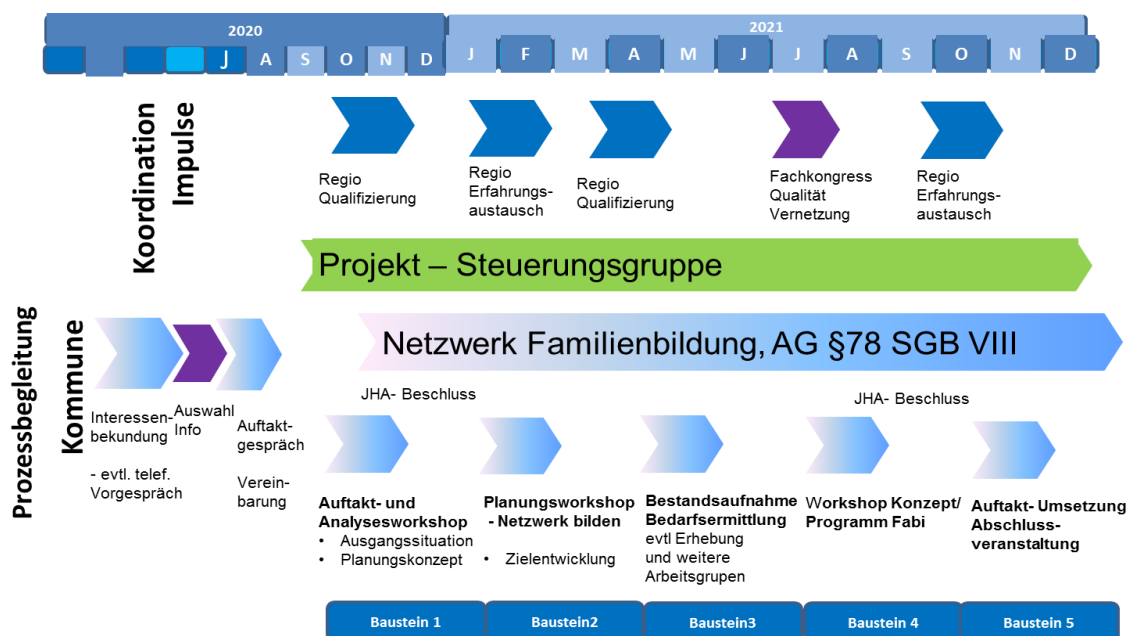 2020
2021
J A S O N D J F M A M J J A S O N D
Koordination
Impulse
Regio
Qualifizierung
Regio
Erfahrungs-
austausch
Regio
Qualifizierung
Fachkongress
Qualität
Vernetzung
Regio
Erfahrungs-
austausch
Projekt – Steuerungsgruppe
Prozessbegleitung
Kommune
Netzwerk Familienbildung, AG §78 SGB VIII
Interessen-
bekundung
- evtl. telef.
Vorgespräch
Auswahl
Info
Auftakt-
gespräch
Verein-
barung
JHA- Beschluss
JHA- Beschluss
Auftakt- und
Analysesworkshop
• Ausgangssituation
• Planungskonzept
Planungsworkshop
- Netzwerk bilden
• Zielentwicklung
Bestandsaufnahme
Bedarfsermittlung
evtl Erhebung
und weitere
Arbeitsgrupen
Workshop Konzept/
Programm Fabi
Auftakt- Umsetzung
Abschluss-
veranstaltung
Baustein 1
Baustein2
Baustein3
Baustein 4
Baustein 5